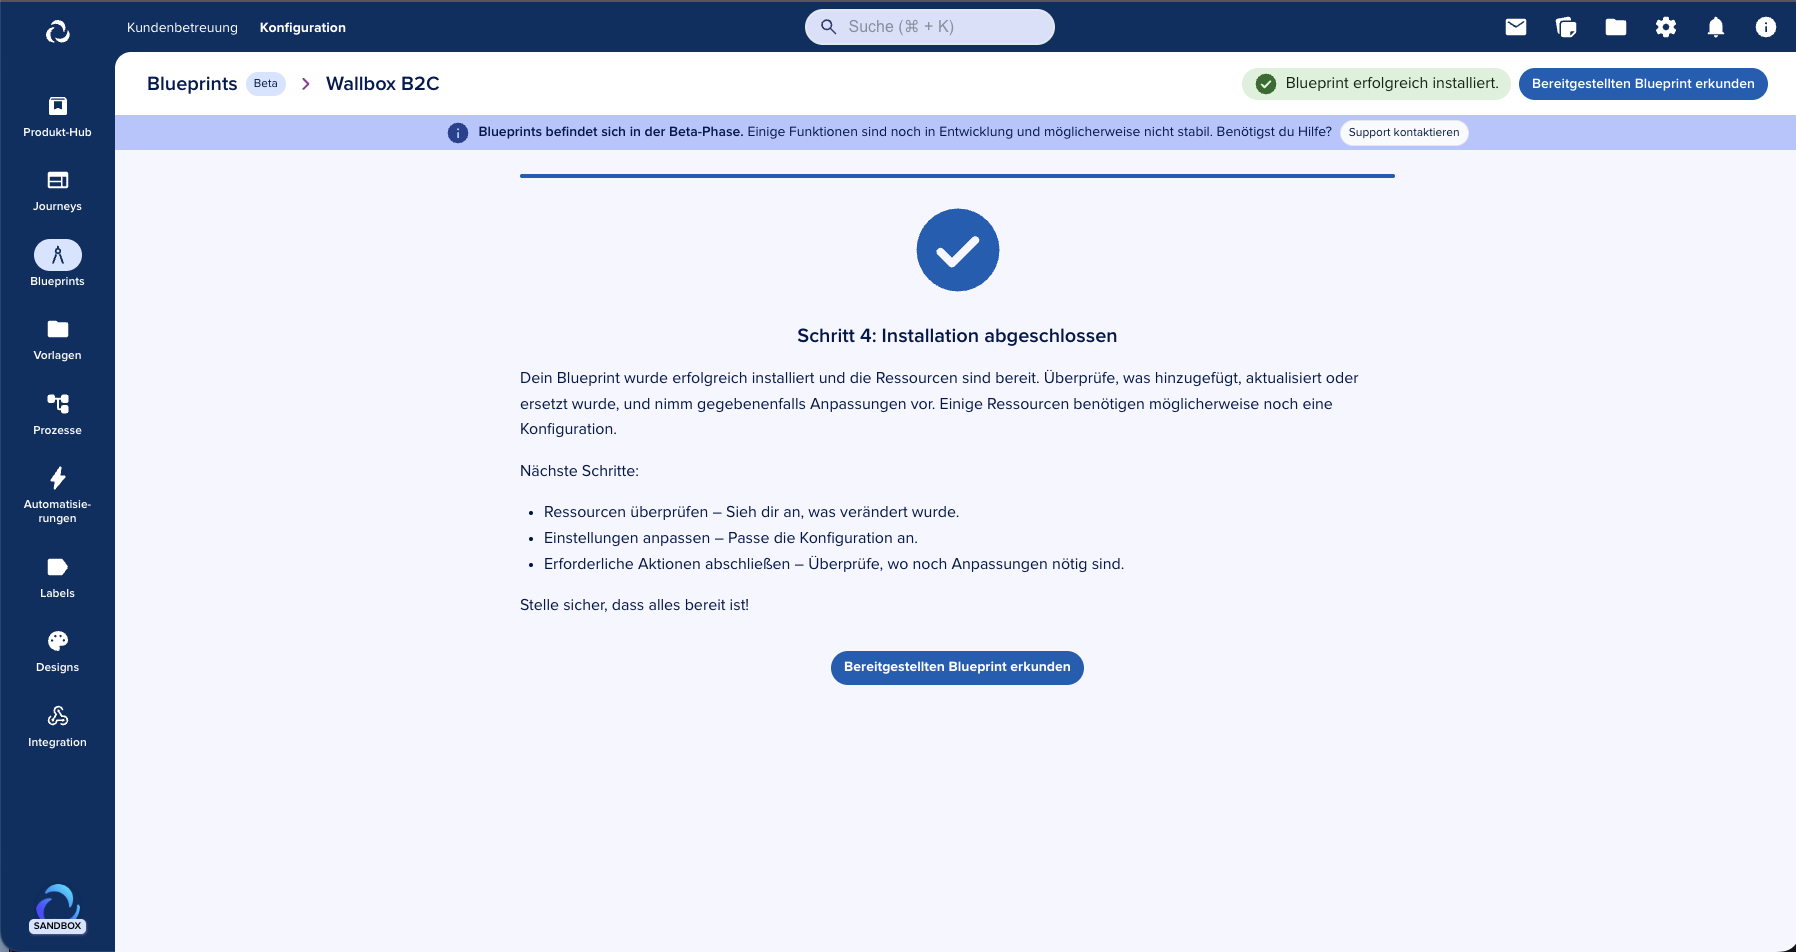 Kundenbetreuung
Konfiguration
Suche (⌘ + K)
Blueprints
Beta
Wallbox B2C
Blueprint erfolgreich installiert.
Bereitgestellten Blueprint erkunden
Blueprints befindet sich in der Beta-Phase. Einige Funktionen sind noch in Entwicklung und möglicherweise nicht stabil. Benötigst du Hilfe?
Support kontaktieren
Produkt-Hub
Journeys
Blueprints
Vorlagen
Prozesse
Automatisie-
rungen
Labels
Designs
Integration
SANDBOX
Schritt 4: Installation abgeschlossen
Dein Blueprint wurde erfolgreich installiert und die Ressourcen sind bereit. Überprüfe, was hinzugefügt, aktualisiert oder
ersetzt wurde, und nimm gegebenenfalls Anpassungen vor. Einige Ressourcen benötigen möglicherweise noch eine
Konfiguration.
Nächste Schritte:
• Ressourcen überprüfen – Sieh dir an, was verändert wurde.
• Einstellungen anpassen – Passe die Konfiguration an.
• Erforderliche Aktionen abschließen – Überprüfe, wo noch Anpassungen nötig sind.
Stelle sicher, dass alles bereit ist!
Bereitgestellten Blueprint erkunden